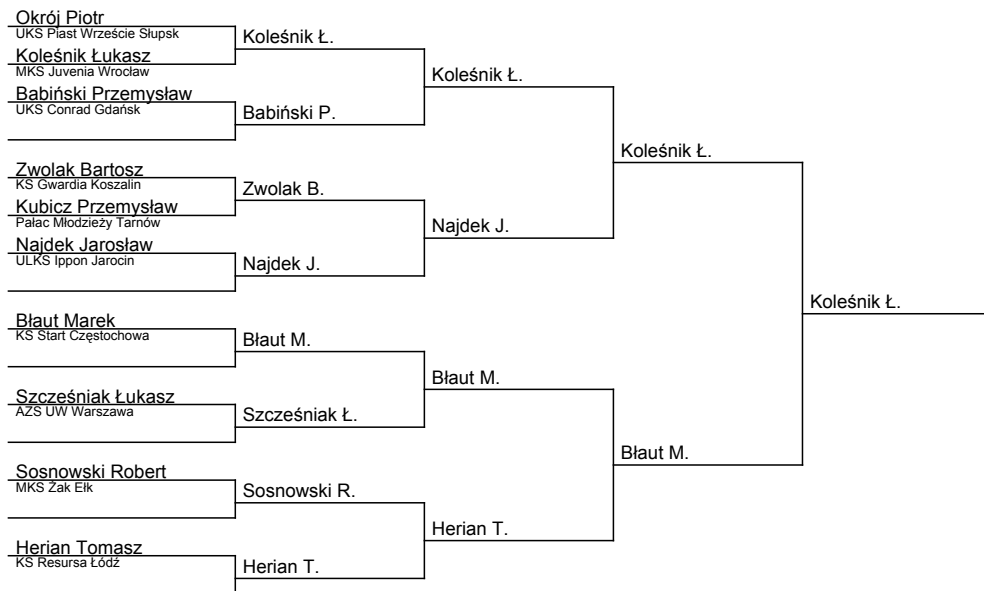 Okrój Piotr
UKS Piast Wrzeście Słupsk
Koleśnik Łukasz
MKS Juvenia Wrocław
Babiński Przemysław
UKS Conrad Gdańsk
Zwolak Bartosz
KS Gwardia Koszalin
Kubicz Przemysław
Pałac Młodzieży Tarnów
Najdek Jarosław
ULKS Ippon Jarocin
Błaut Marek
KS Start Częstochowa
Szcześniak Łukasz
AZS UW Warszawa
Sosnowski Robert
MKS Żak Ełk
Herian Tomasz
KS Resursa Łódź
Koleśnik Ł.
Babiński P.
Zwolak B.
Najdek J.
Błaut M.
Szcześniak Ł.
Sosnowski R.
Herian T.
Koleśnik Ł.
Najdek J.
Błaut M.
Herian T.
Koleśnik Ł.
Błaut M.
Koleśnik Ł.